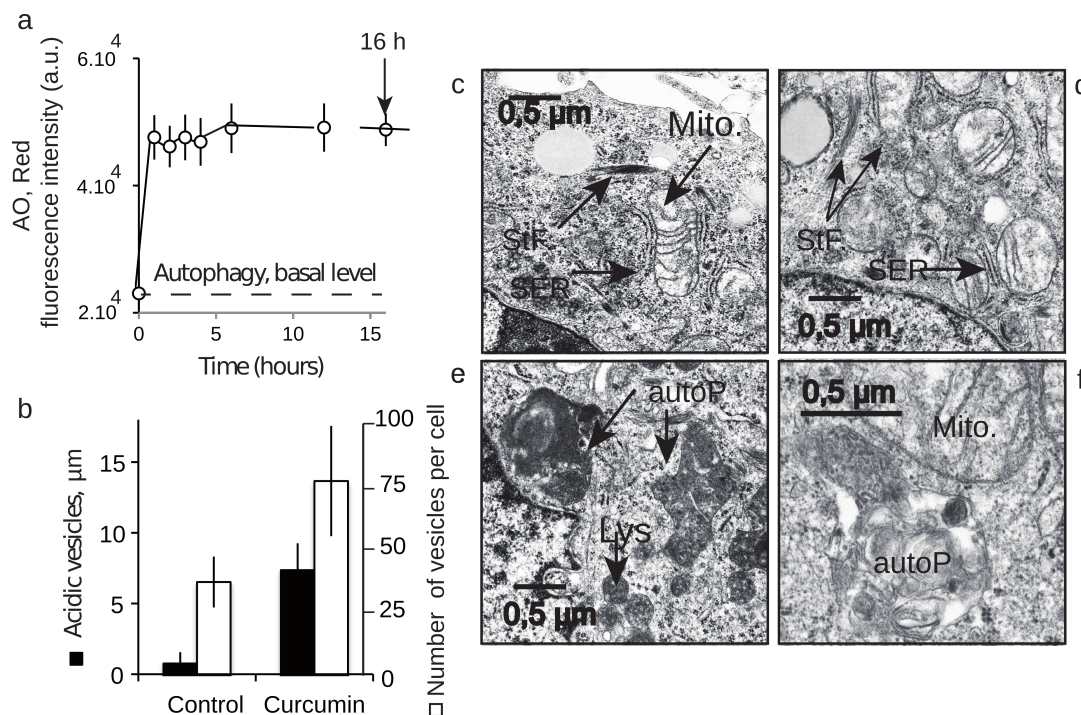 a
AO, Red
fluorescence intensity (a.u.)
6.10 4
4.10 4
2.10 4
16 h
Autophagy, basal level
0 5 10 15
Time (hours)
b
Acidic vesicles, µm
15
10
5
0
100
75
50
25
0
Number of vesicles per cell
Control Curcumin
c
0,5 µm
Mito.
StF.
SER
StF.
SER
0,5 µm
e
autoP
Lys
0,5 µm
f
0,5 µm
Mito.
autoP